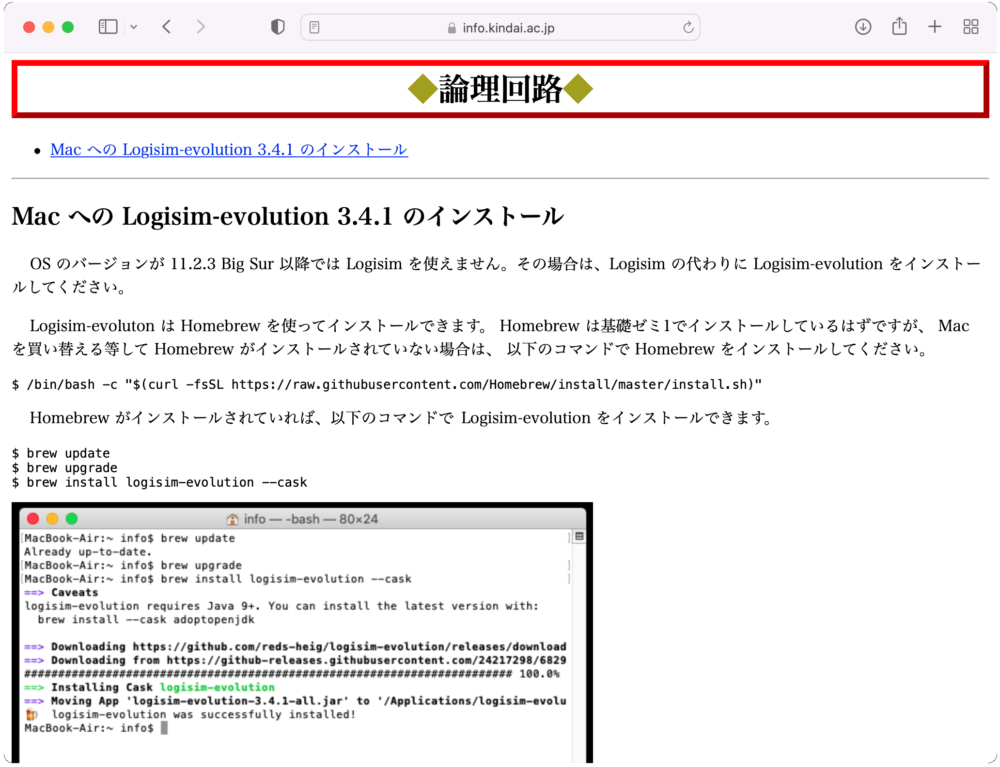 info.kindai.ac.jp
◆論理回路◆
• Mac への Logisim-evolution 3.4.1 のインストール
Mac への Logisim-evolution 3.4.1 のインストール
OS のバージョンが 11.2.3 Big Sur 以降では Logisim を使えません。その場合は、Logisim の代わりに Logisim-evolution をインストー
ルしてください。
Logisim-evoluton は Homebrew を使ってインストールできます。 Homebrew は基礎ゼミ1でインストールしているはずですが、 Mac
を買い替える等して Homebrew がインストールされていない場合は、 以下のコマンドで Homebrew をインストールしてください。
$ /bin/bash -c "$(curl -fsSL https://raw.githubusercontent.com/Homebrew/install/master/install.sh)"
Homebrew がインストールされていれば、以下のコマンドで Logisim-evolution をインストールできます。
$ brew update
$ brew upgrade
$ brew install logisim-evolution --cask
info — -bash — 80×24
[MacBook-Air:~ info$ brew update ]
Already up-to-date.
[MacBook-Air:~ info$ brew upgrade ]
[MacBook-Air:~ info$ brew install logisim-evolution --cask ]
==> Caveats
logisim-evolution requires Java 9+. You can install the latest version with:
brew install --cask adoptopenjdk
==> Downloading https://github.com/reds-heig/logisim-evolution/releases/download
==> Downloading from https://github-releases.githubusercontent.com/24217298/6829
######################################################################## 100.0%
==> Installing Cask logisim-evolution
==> Moving App 'logisim-evolution-3.4.1-all.jar' to '/Applications/logisim-evolu
🍺 logisim-evolution was successfully installed!
MacBook-Air:~ info$